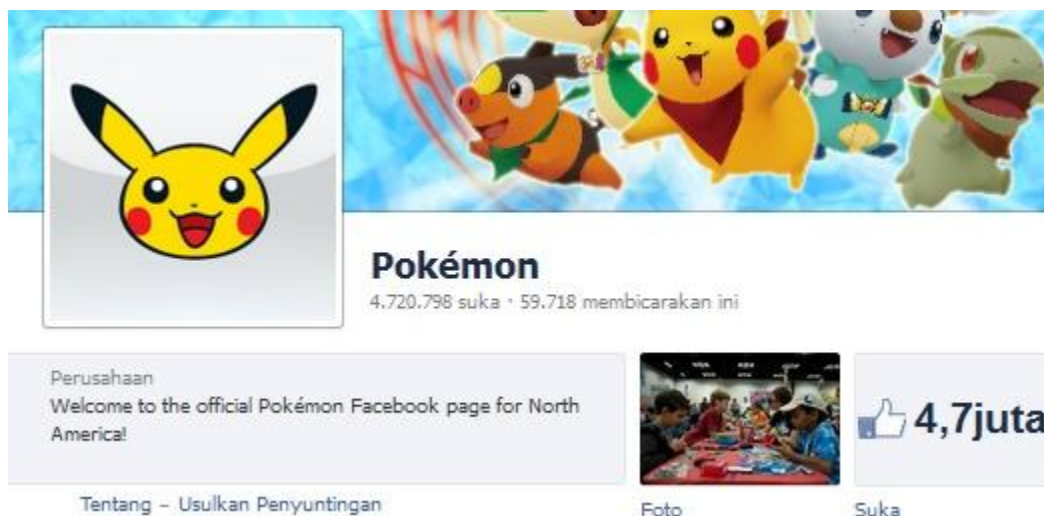 Pokémon
4.720.798 suka · 59.718 membicarakan ini
Perusahaan
Welcome to the official Pokémon Facebook page for North
America!
4,7juta
Tentang – Usulkan Penyuntingan
Foto
Suka